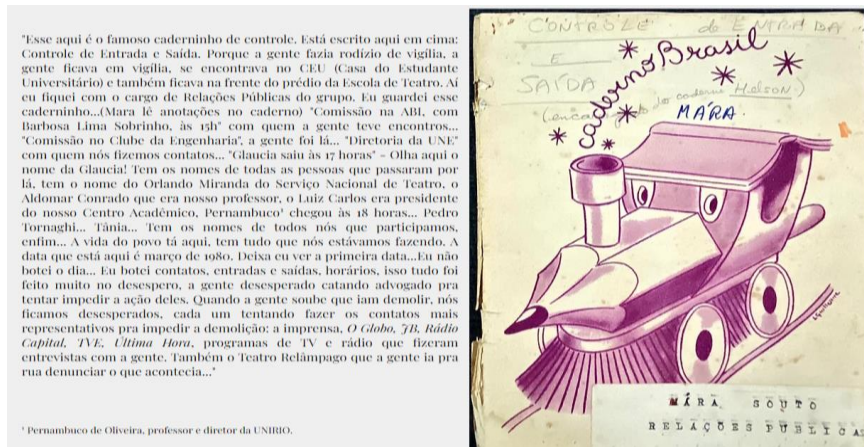 "Esse aqui é o famoso caderninho de controle. Está escrito aqui em cima:
Controle de Entrada e Saída. Porque a gente fazia rodízio de vigília, a
gente ficava em vigília, se encontrava no CEU (Casa do Estudante
Universitário) e também ficava na frente do prédio da Escola de Teatro. Aí
eu fiquei com o cargo de Relações Públicas do grupo. Eu guardei esse
caderninho...(Mara lê anotações no caderno) "Comissão na ABI, com
Barbosa Lima Sobrinho, às 15h" com quem a gente teve encontros...
"Comissão no Clube da Engenharia", a gente foi lá... "Diretoria da UNE"
com quem nós fizemos contatos... "Glaucia saiu às 17 horas" – Olha aqui o
nome da Glaucia! Tem os nomes de todas as pessoas que passaram por
lá, tem o nome do Orlando Miranda do Serviço Nacional de Teatro, o
Aldomar Conrado que era nosso professor, o Luiz Carlos era presidente
do nosso Centro Acadêmico, Pernambuco¹ chegou às 18 horas... Pedro
Tornaghi... Tânia... Tem os nomes de todos nós que participamos,
enfim... A vida do povo tá aqui, tem tudo que nós estávamos fazendo. A
data que está aqui é março de 1980. Deixa eu ver a primeira data...Eu não
botei o dia... Eu botei contatos, entradas e saídas, horários, isso tudo foi
feito muito no desespero, a gente desesperado catando advogado pra
tentar impedir a ação deles. Quando a gente soube que iam demolir, nós
ficamos desesperados, cada um tentando fazer os contatos mais
representativos pra impedir a demolição: a imprensa, O Globo, JB, Rádio
Capital, TVE, Última Hora, programas de TV e rádio que fizeram
entrevistas com a gente. Também o Teatro Relâmpago que a gente ia pra
rua denunciar o que acontecia..."
¹ Pernambuco de Oliveira, professor e diretor da UNIRIO.
CONTRÔLE do ENTRADA
E
SAÍDA
caderno Brasil
do caderno Helson)
MÁRA
MÁRA SOUTO
RELAÇÕES PÚBLICA